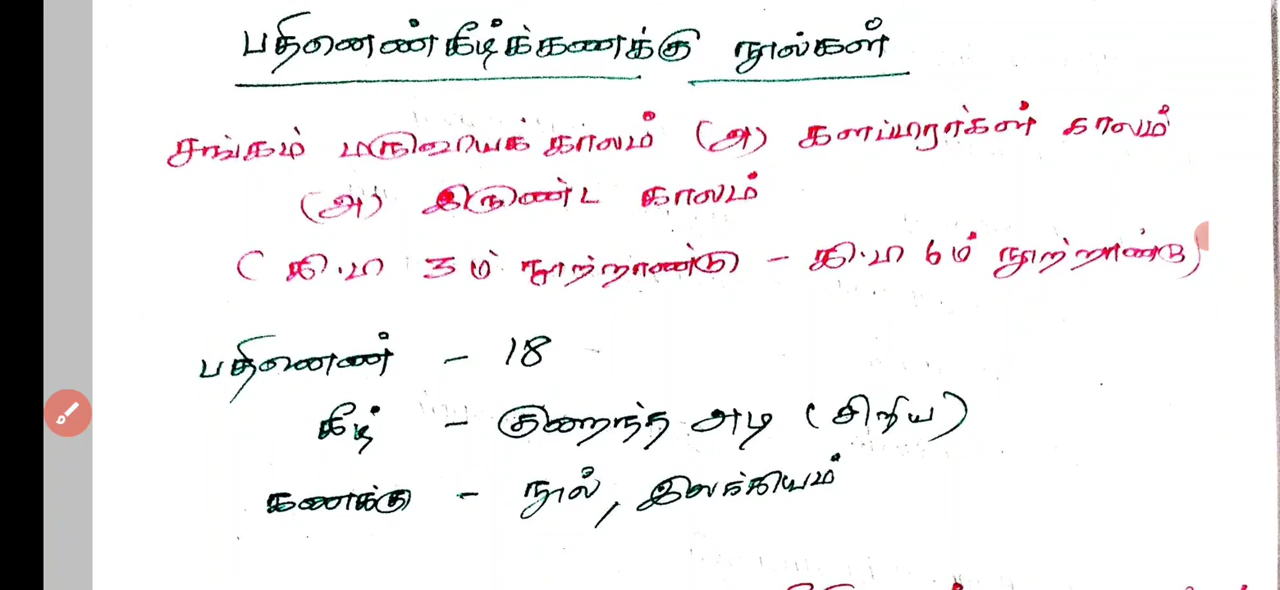 பதினெண்கீழ்க்கணக்கு நூல்கள்
சங்கம் மருவியக் காலம் (அ) களப்பிரர்கள் காலம்
(அ) இருண்ட காலம்
(கி.பி 3ம் நூற்றாண்டு - கி.பி 6ம் நூற்றாண்டு)
பதினெண் - 18
கீழ் - குறைந்த அடி (சிறிய)
கணக்கு - நூல், இலக்கியம்